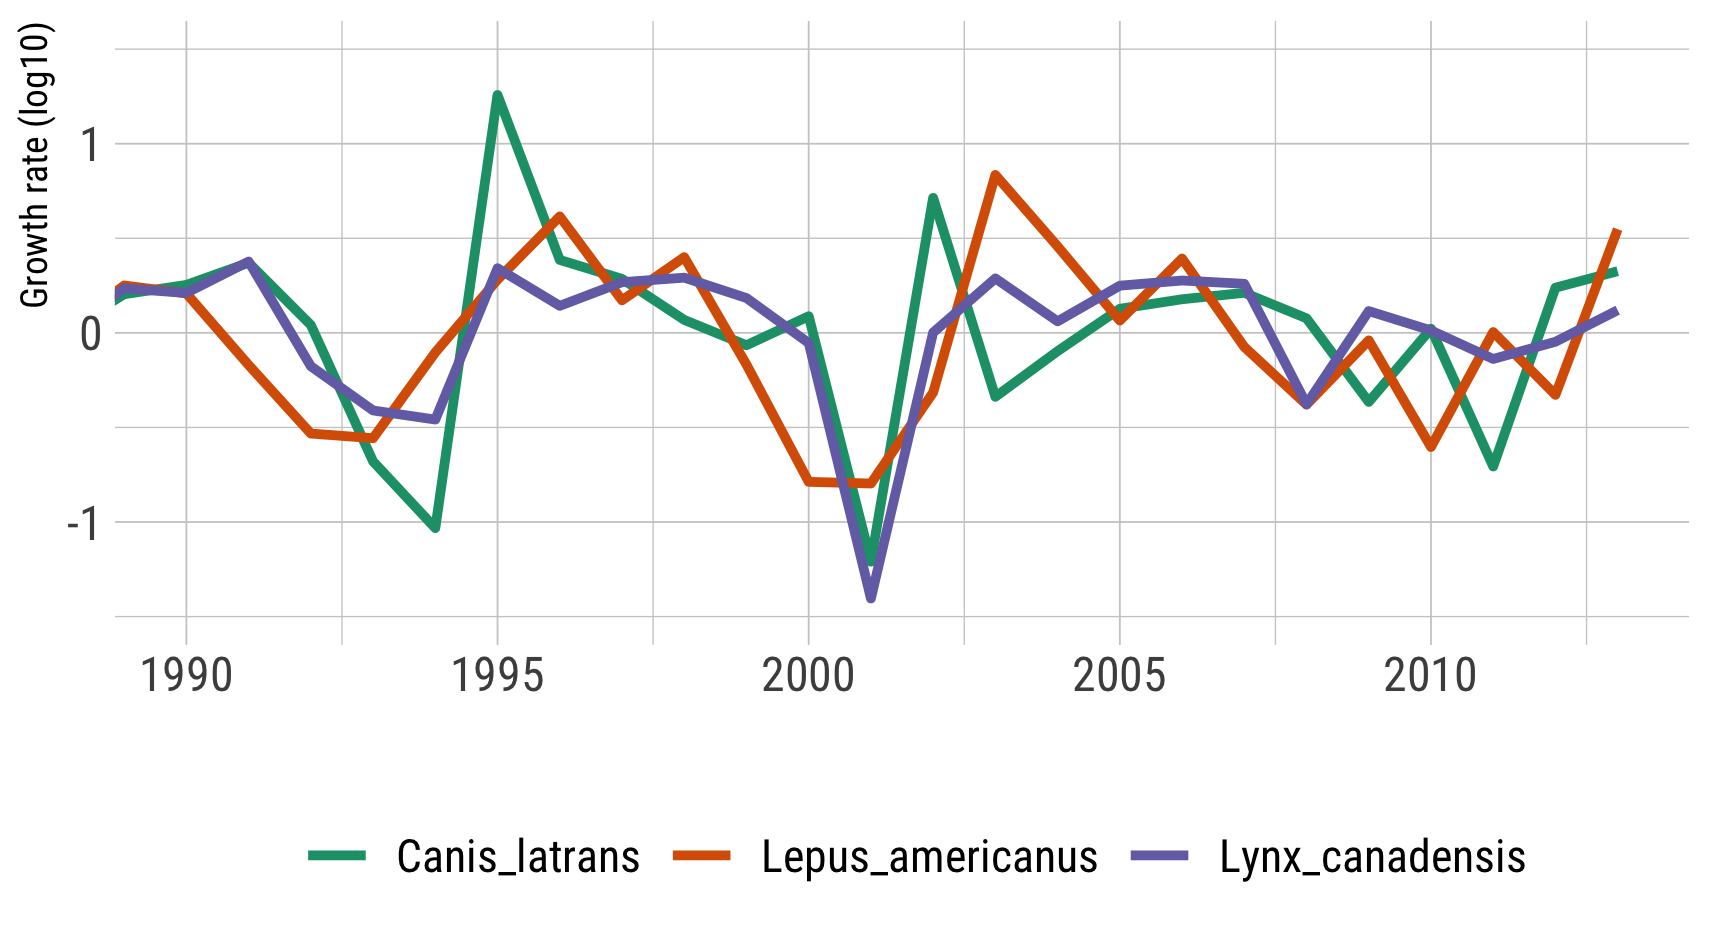 Growth rate (log10)
1
0
-1
1990 1995 2000 2005 2010
Canis_latrans Lepus_americanus Lynx_canadensis